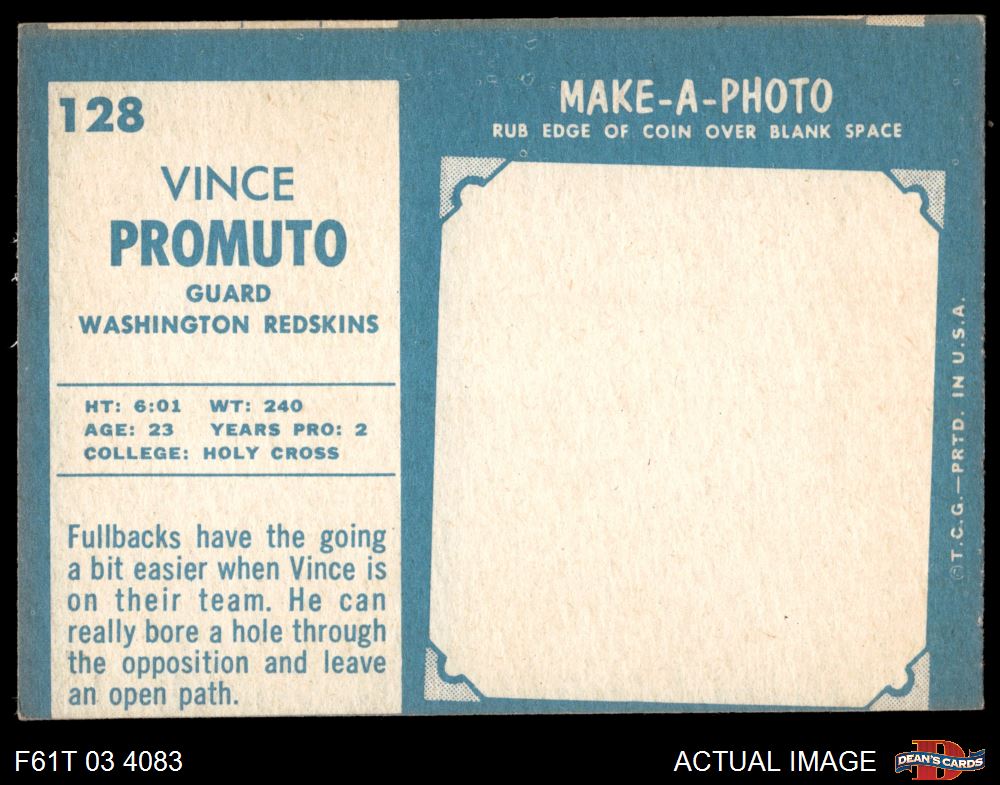 128
VINCE
PROMUTO
GUARD
WASHINGTON REDSKINS
HT: 6:01 WT: 240
AGE: 23 YEARS PRO: 2
COLLEGE: HOLY CROSS
Fullbacks have the going
a bit easier when Vince is
on their team. He can
really bore a hole through
the opposition and leave
an open path.
MAKE-A-PHOTO
RUB EDGE OF COIN OVER BLANK SPACE
©T.C.G.—PRTD. IN U.S.A.
F61T 03 4083
ACTUAL IMAGE
D
DEAN'S CARDS